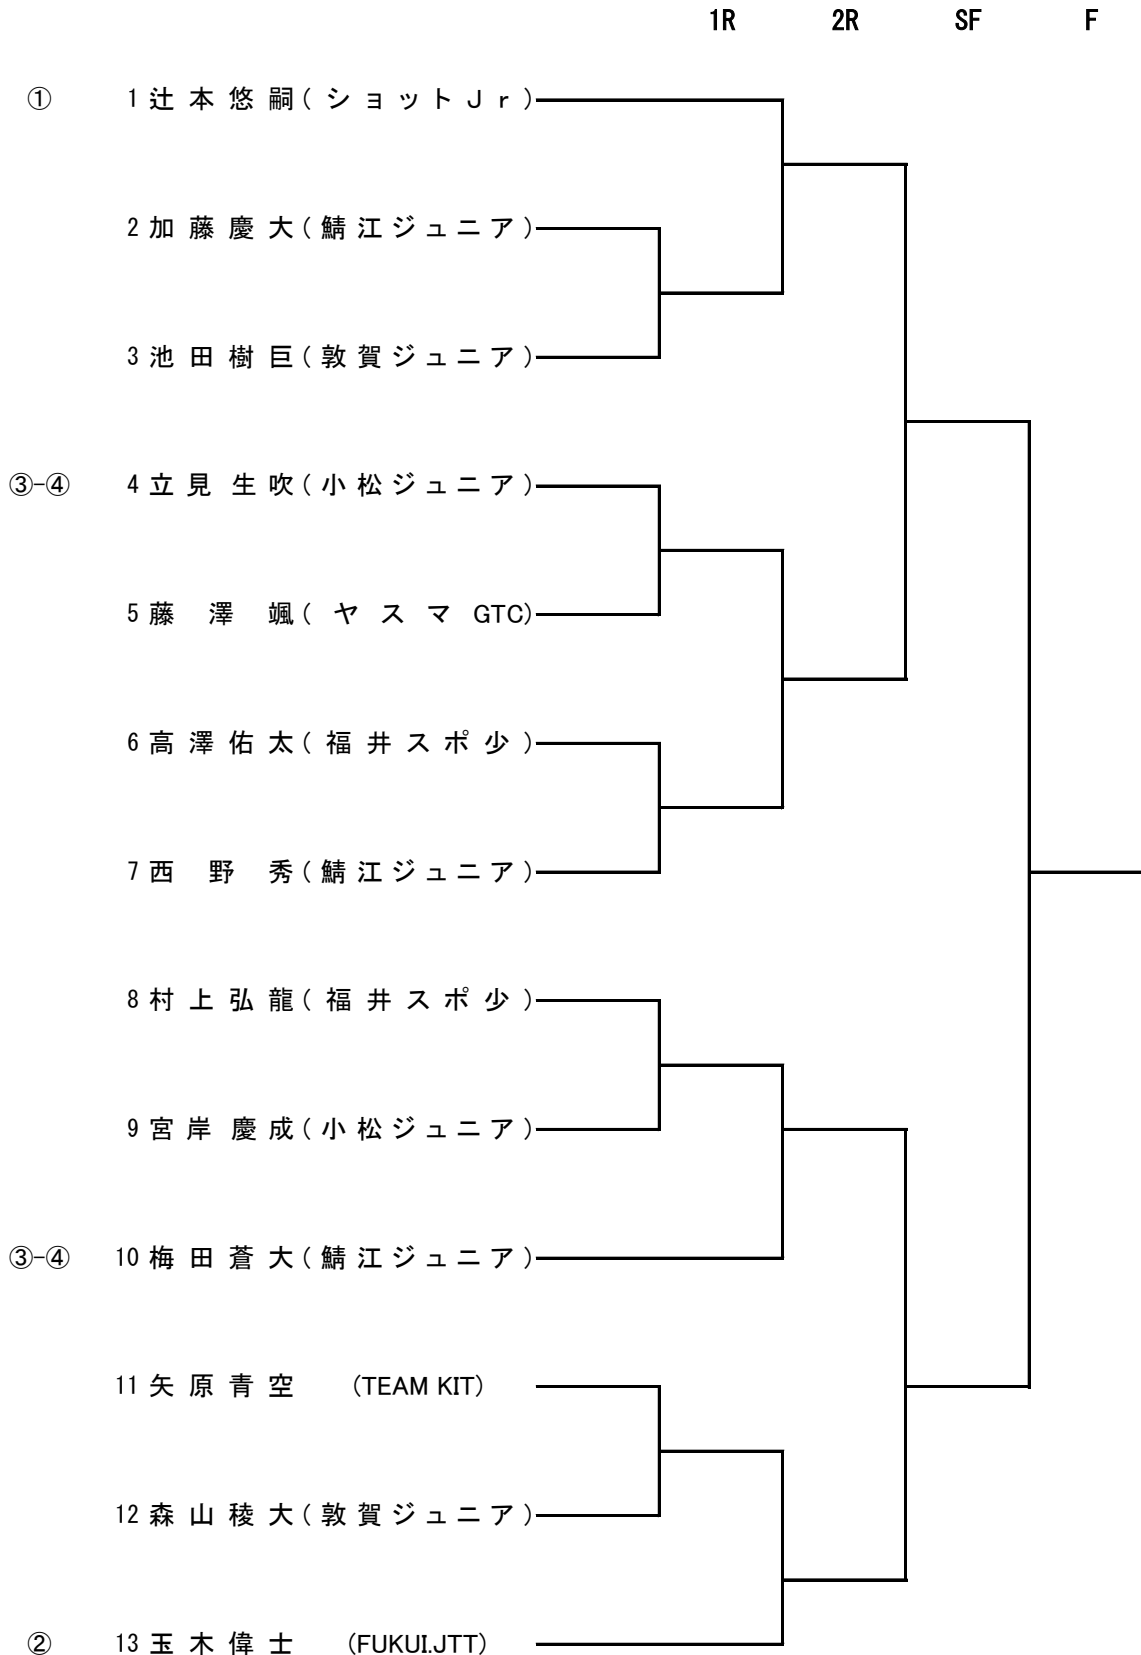 1R 2R SF F
① 1 辻本悠嗣(ショットJr)
2 加藤慶大(鯖江ジュニア)
3 池田樹巨(敦賀ジュニア)
③-④ 4 立見生吹(小松ジュニア)
5 藤澤颯(ヤスマGTC)
6 高澤佑太(福井スポ少)
7 西野秀(鯖江ジュニア)
8 村上弘龍(福井スポ少)
9 宮岸慶成(小松ジュニア)
③-④ 10 梅田蒼大(鯖江ジュニア)
11 矢原青空 (TEAM KIT)
12 森山稜大(敦賀ジュニア)
② 13 玉木偉士 (FUKUI.JTT)